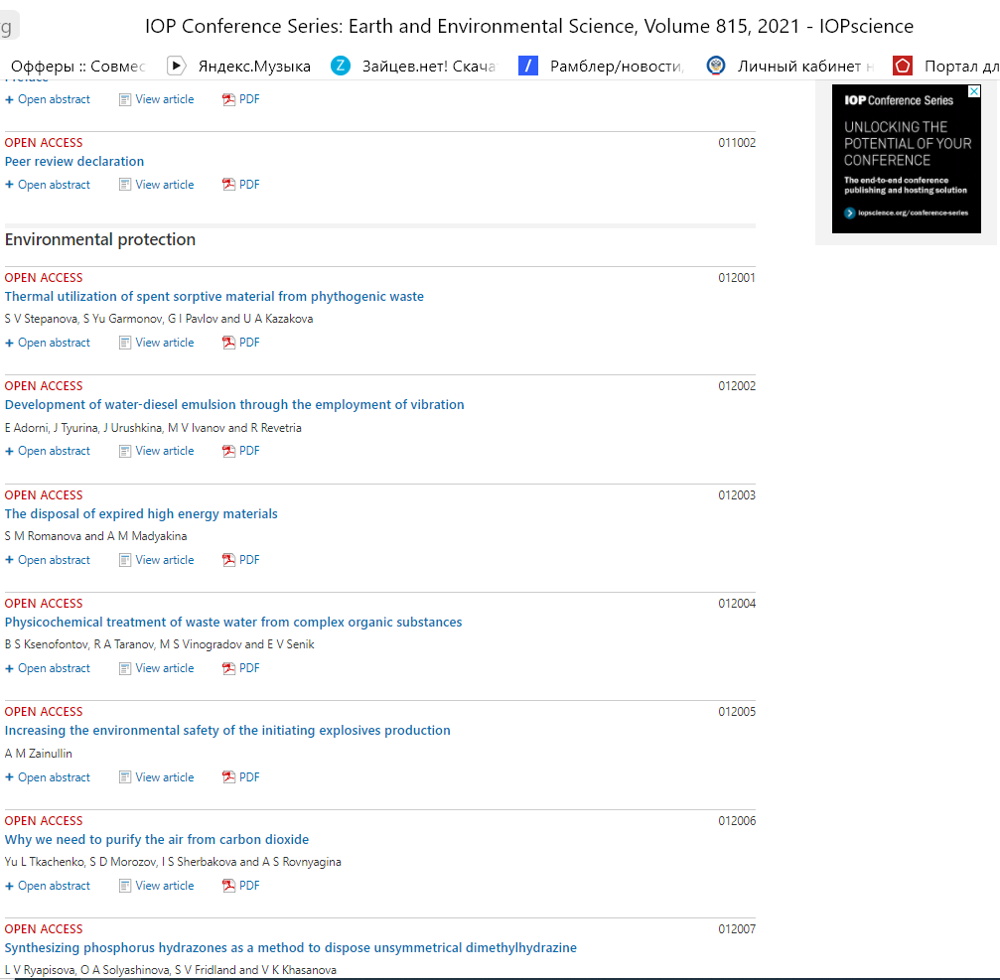 IOP Conference Series: Earth and Environmental Science, Volume 815, 2021 - IOPscience
Офферы :: Совмес Яндекс.Музыка Z Зайцев.нет! Скача Рамблер/новости, Личный кабинет н Портал дл
Preface
+ Open abstract View article PDF
OPEN ACCESS 011002
Peer review declaration
+ Open abstract View article PDF
Environmental protection
OPEN ACCESS 012001
Thermal utilization of spent sorptive material from phythogenic waste
S V Stepanova, S Yu Garmonov, G I Pavlov and U A Kazakova
+ Open abstract View article PDF
OPEN ACCESS 012002
Development of water-diesel emulsion through the employment of vibration
E Adorni, J Tyurina, J Urushkina, M V Ivanov and R Revetria
+ Open abstract View article PDF
OPEN ACCESS 012003
The disposal of expired high energy materials
S M Romanova and A M Madyakina
+ Open abstract View article PDF
OPEN ACCESS 012004
Physicochemical treatment of waste water from complex organic substances
B S Ksenofontov, R A Taranov, M S Vinogradov and E V Senik
+ Open abstract View article PDF
OPEN ACCESS 012005
Increasing the environmental safety of the initiating explosives production
A M Zainullin
+ Open abstract View article PDF
OPEN ACCESS 012006
Why we need to purify the air from carbon dioxide
Yu L Tkachenko, S D Morozov, I S Sherbakova and A S Rovnyagina
+ Open abstract View article PDF
OPEN ACCESS 012007
Synthesizing phosphorus hydrazones as a method to dispose unsymmetrical dimethylhydrazine
L V Ryapisova, O A Solyashinova, S V Fridland and V K Khasanova
IOP Conference Series
UNLOCKING THE
POTENTIAL OF YOUR
CONFERENCE
The end-to-end conference
publishing and hosting solution
iopscience.org/conference-series